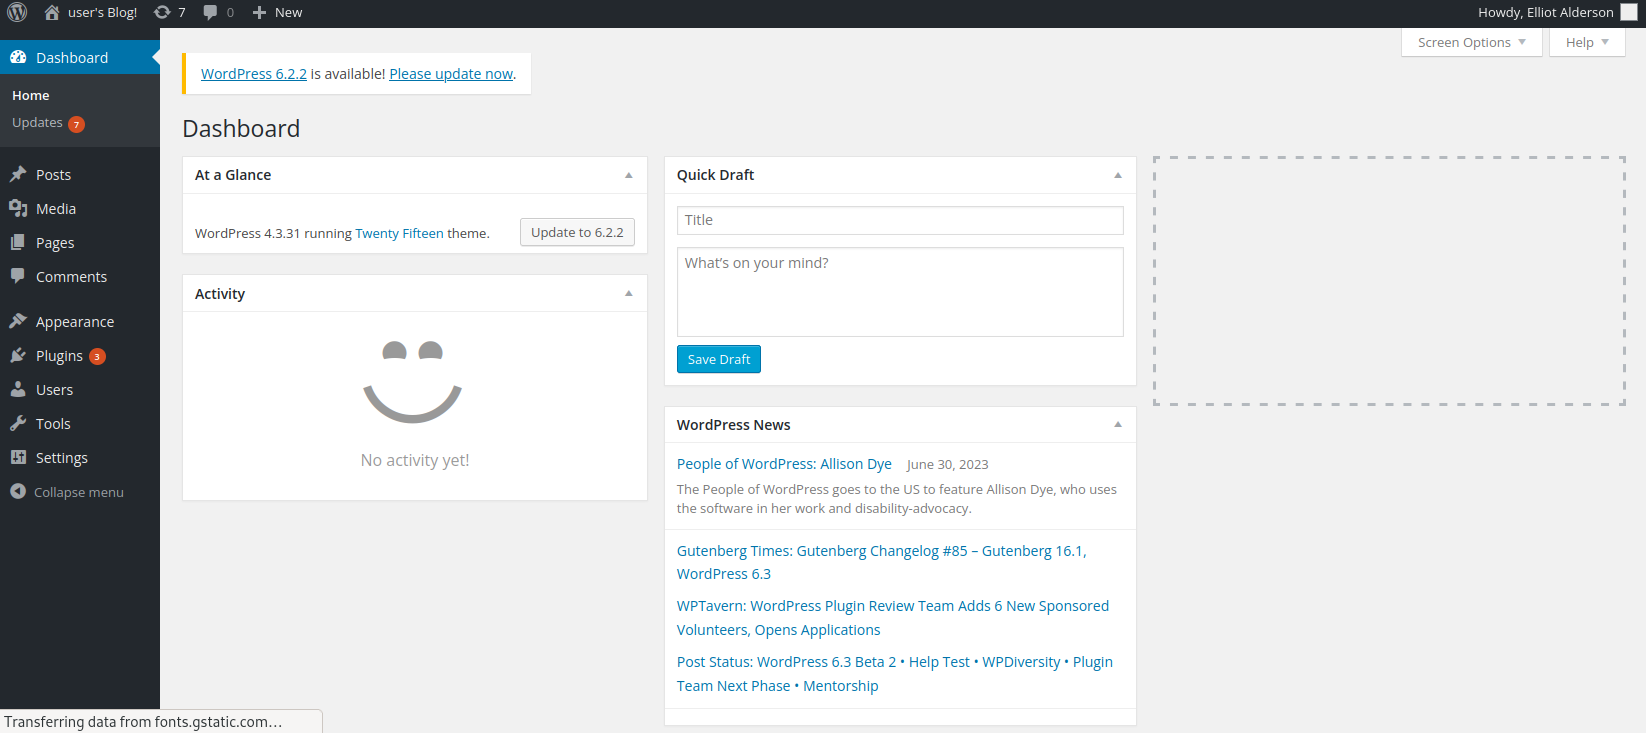 user's Blog! 7 0 New Howdy, Elliot Alderson
Screen Options Help
Dashboard
Home
Updates 7
Posts
Media
Pages
Comments
Appearance
Plugins 3
Users
Tools
Settings
Collapse menu
WordPress 6.2.2 is available! Please update now.
Dashboard
At a Glance
WordPress 4.3.31 running Twenty Fifteen theme. Update to 6.2.2
Activity
No activity yet!
Quick Draft
Title
What's on your mind?
Save Draft
WordPress News
People of WordPress: Allison Dye June 30, 2023
The People of WordPress goes to the US to feature Allison Dye, who uses
the software in her work and disability-advocacy.
Gutenberg Times: Gutenberg Changelog #85 – Gutenberg 16.1,
WordPress 6.3
WPTavern: WordPress Plugin Review Team Adds 6 New Sponsored
Volunteers, Opens Applications
Post Status: WordPress 6.3 Beta 2 • Help Test • WPDiversity • Plugin
Team Next Phase • Mentorship
Transferring data from fonts.gstatic.com…